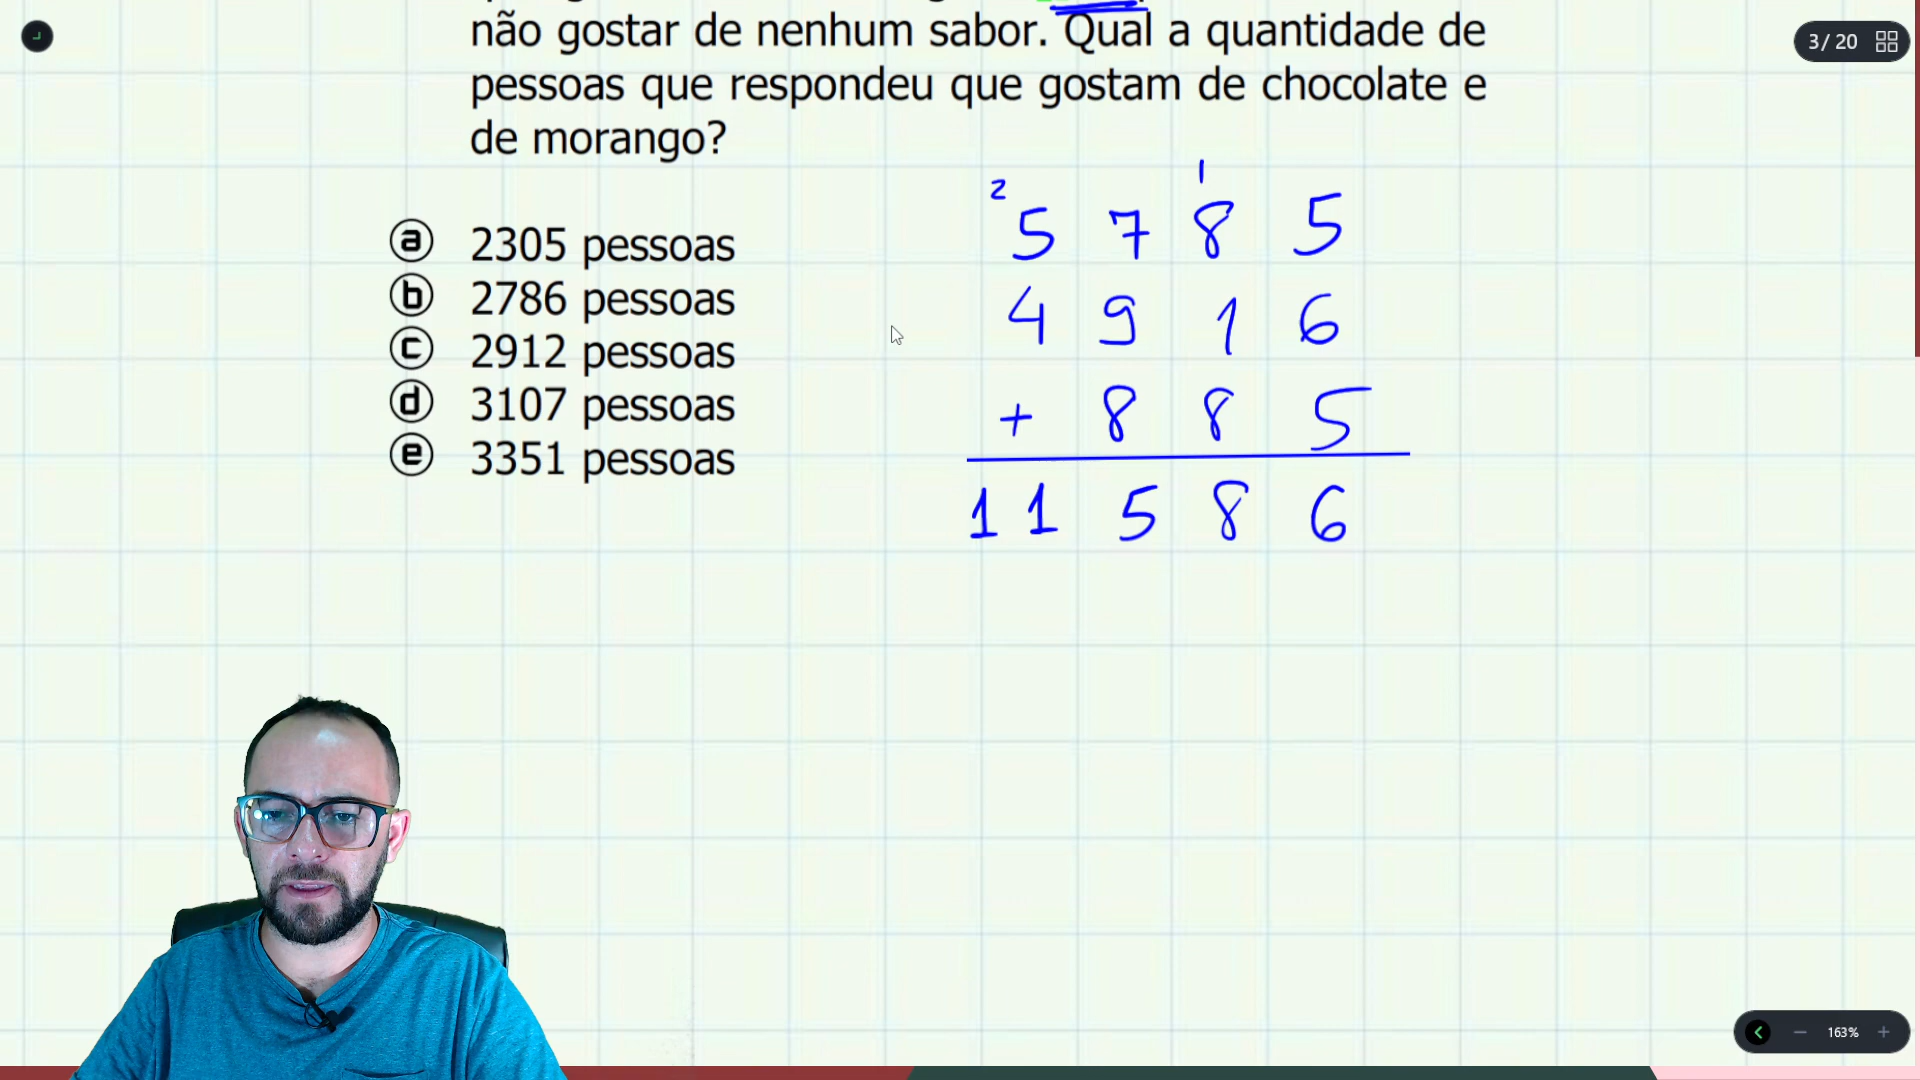 não gostar de nenhum sabor. Qual a quantidade de
pessoas que respondeu que gostam de chocolate e
de morango?
a 2305 pessoas
b 2786 pessoas
c 2912 pessoas
d 3107 pessoas
e 3351 pessoas
2 1
5 7 8 5
4 9 1 6
+ 8 8 5
1 1 5 8 6
3/ 20
163%